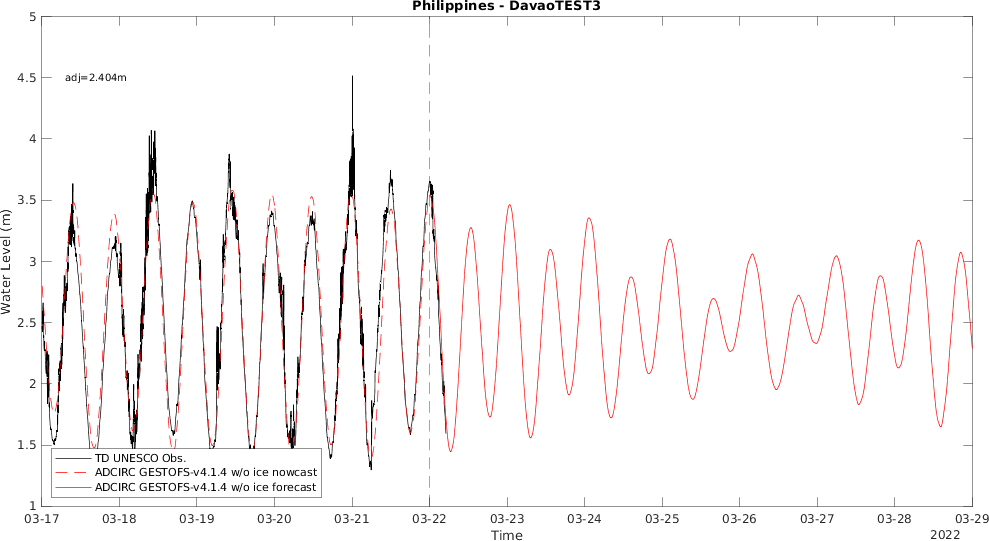 Philippines - DavaoTEST3
5
4.5
4
3.5
3
2.5
2
1.5
1
Water Level (m)
adj=2.404m
TD UNESCO Obs.
ADCIRC GESTOFS-v4.1.4 w/o ice nowcast
ADCIRC GESTOFS-v4.1.4 w/o ice forecast
03-17 03-18 03-19 03-20 03-21 03-22 03-23 03-24 03-25 03-26 03-27 03-28 03-29
Time
2022